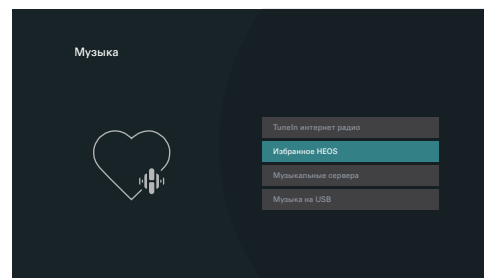 Музыка
TuneIn интернет радио
Избранное HEOS
Музыкальные сервера
Музыка на USB